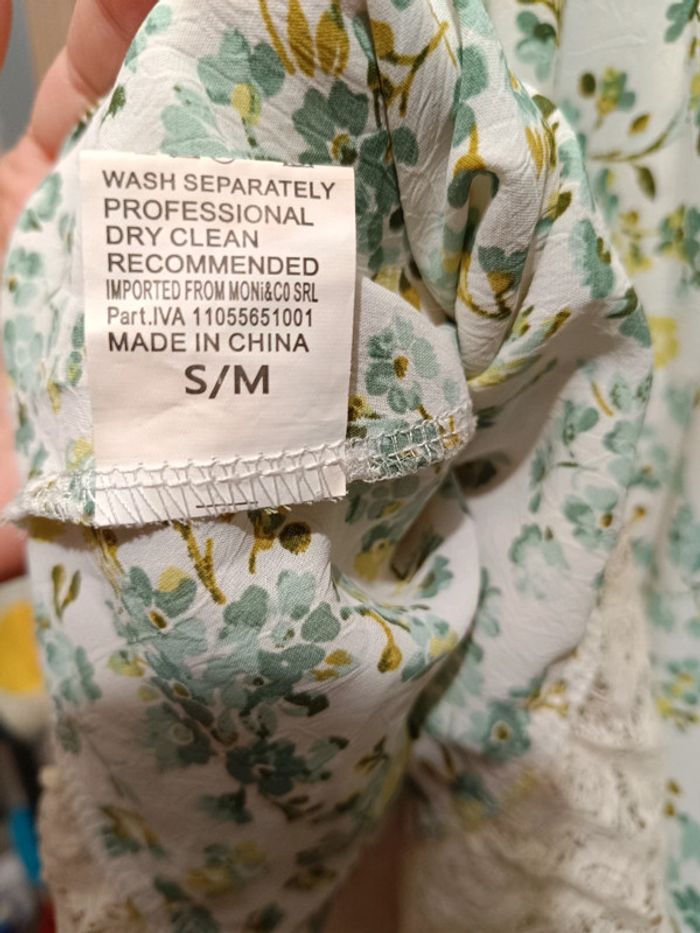 WASH SEPARATELY
PROFESSIONAL
DRY CLEAN
RECOMMENDED
IMPORTED FROM MONi&CO SRL
Part.IVA 11055651001
MADE IN CHINA
S/M